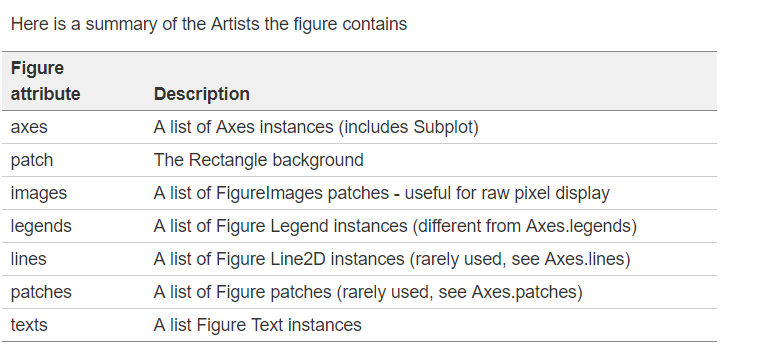 Here is a summary of the Artists the figure contains
Figure
attribute Description
axes A list of Axes instances (includes Subplot)
patch The Rectangle background
images A list of FigureImages patches - useful for raw pixel display
legends A list of Figure Legend instances (different from Axes.legends)
lines A list of Figure Line2D instances (rarely used, see Axes.lines)
patches A list of Figure patches (rarely used, see Axes.patches)
texts A list Figure Text instances